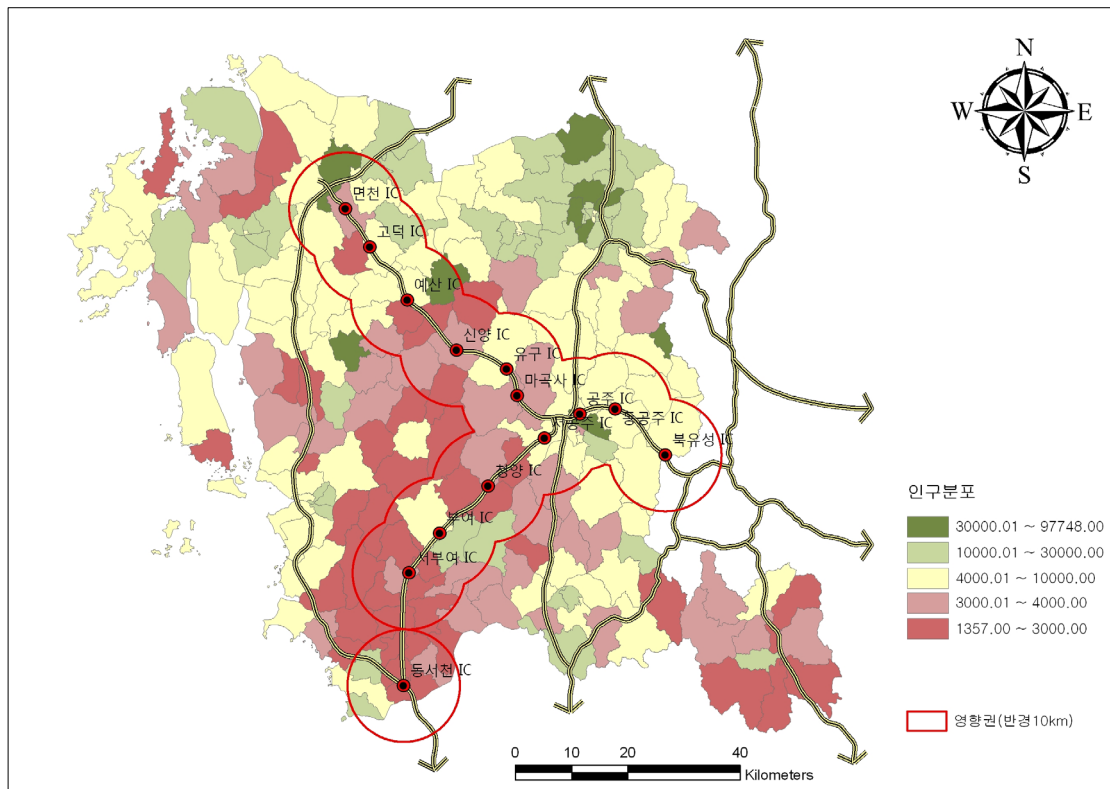 N
W
E
S
면천 IC
고덕 IC
예산 IC
신양 IC
유구 IC
마곡사 IC
공주 IC
동공주 IC
서공주 IC
북유성 IC
청양 IC
부여 IC
서부여 IC
동서천 IC
인구분포
30000.01 ~ 97748.00
10000.01 ~ 30000.00
4000.01 ~ 10000.00
3000.01 ~ 4000.00
1357.00 ~ 3000.00
영향권(반경10km)
0 10 20 40
Kilometers